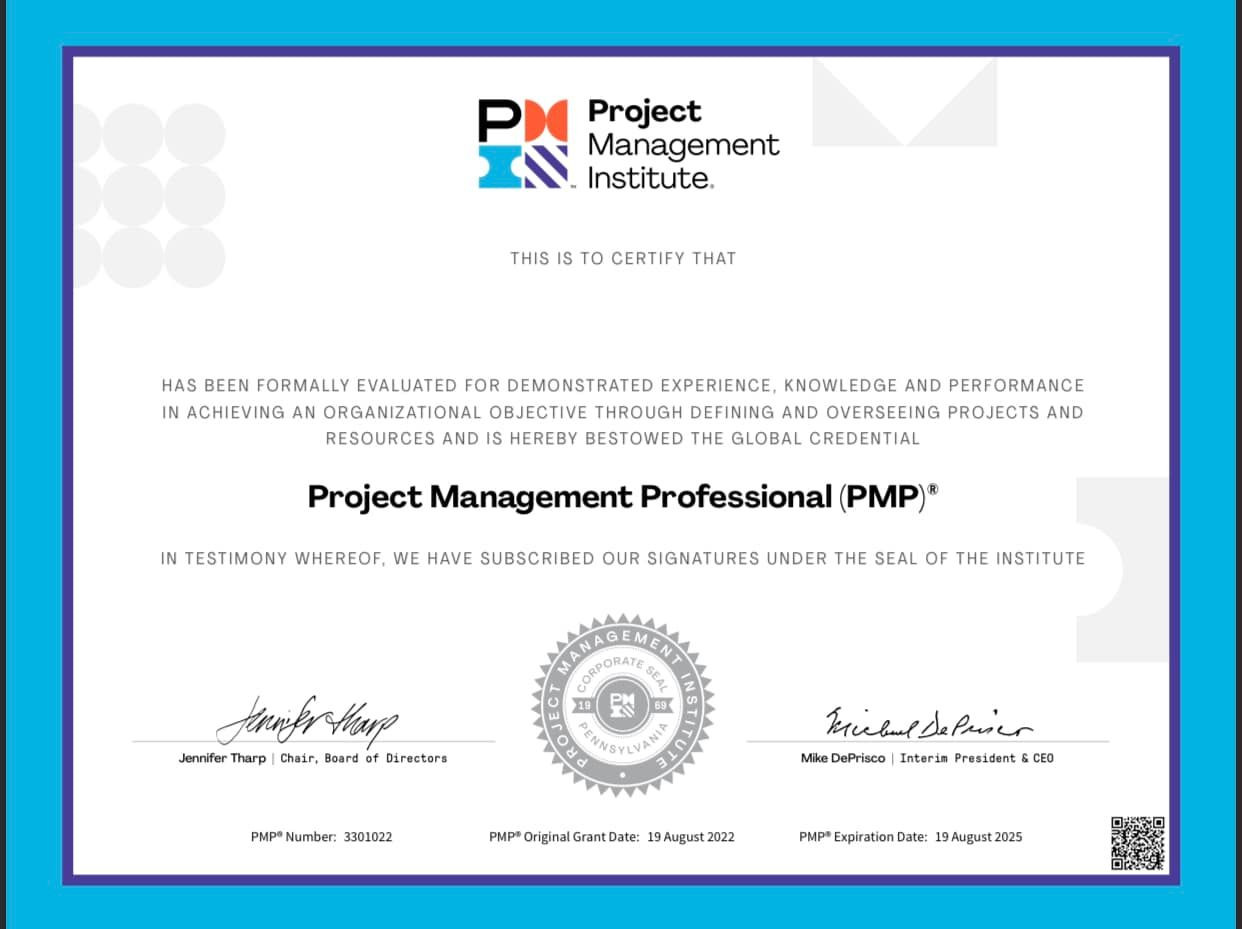 Project
Management
Institute®
THIS IS TO CERTIFY THAT
HAS BEEN FORMALLY EVALUATED FOR DEMONSTRATED EXPERIENCE, KNOWLEDGE AND PERFORMANCE
IN ACHIEVING AN ORGANIZATIONAL OBJECTIVE THROUGH DEFINING AND OVERSEEING PROJECTS AND
RESOURCES AND IS HEREBY BESTOWED THE GLOBAL CREDENTIAL
Project Management Professional (PMP)®
IN TESTIMONY WHEREOF, WE HAVE SUBSCRIBED OUR SIGNATURES UNDER THE SEAL OF THE INSTITUTE
PROJECT MANAGEMENT INSTITUTE
CORPORATE SEAL
19 69
PENNSYLVANIA
Jennifer Tharp
Jennifer Tharp | Chair, Board of Directors
Michael DePrisco
Mike DePrisco | Interim President & CEO
PMP® Number: 3301022
PMP® Original Grant Date: 19 August 2022
PMP® Expiration Date: 19 August 2025